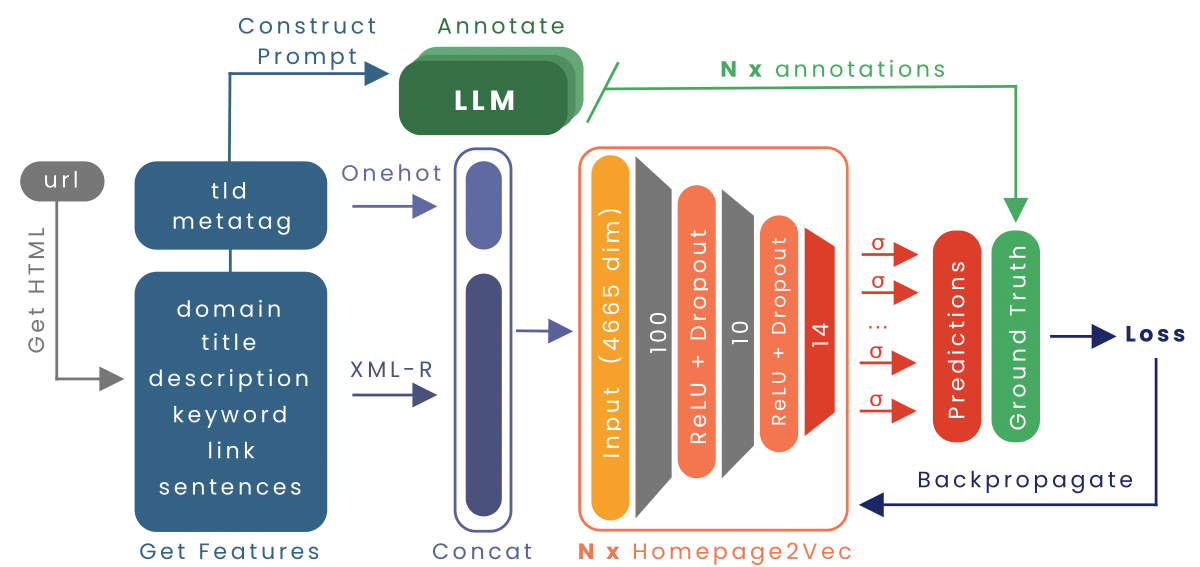 Construct
Prompt
Annotate
LLM
N x annotations
url
Get HTML
tld
metatag
domain
title
description
keyword
link
sentences
Get Features
Onehot
XML-R
Concat
Input (4665 dim)
100
ReLU + Dropout
10
ReLU + Dropout
14
N x Homepage2Vec
σ
σ
...
σ
σ
Predictions
Ground Truth
Loss
Backpropagate